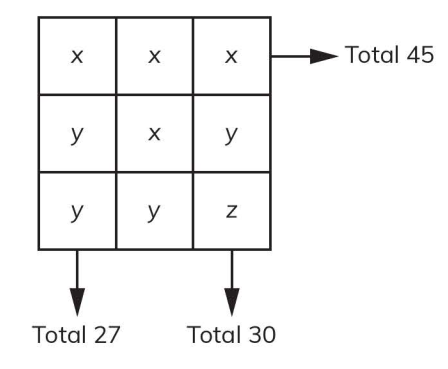 x x x Total 45
y x y
y y z
Total 27 Total 30